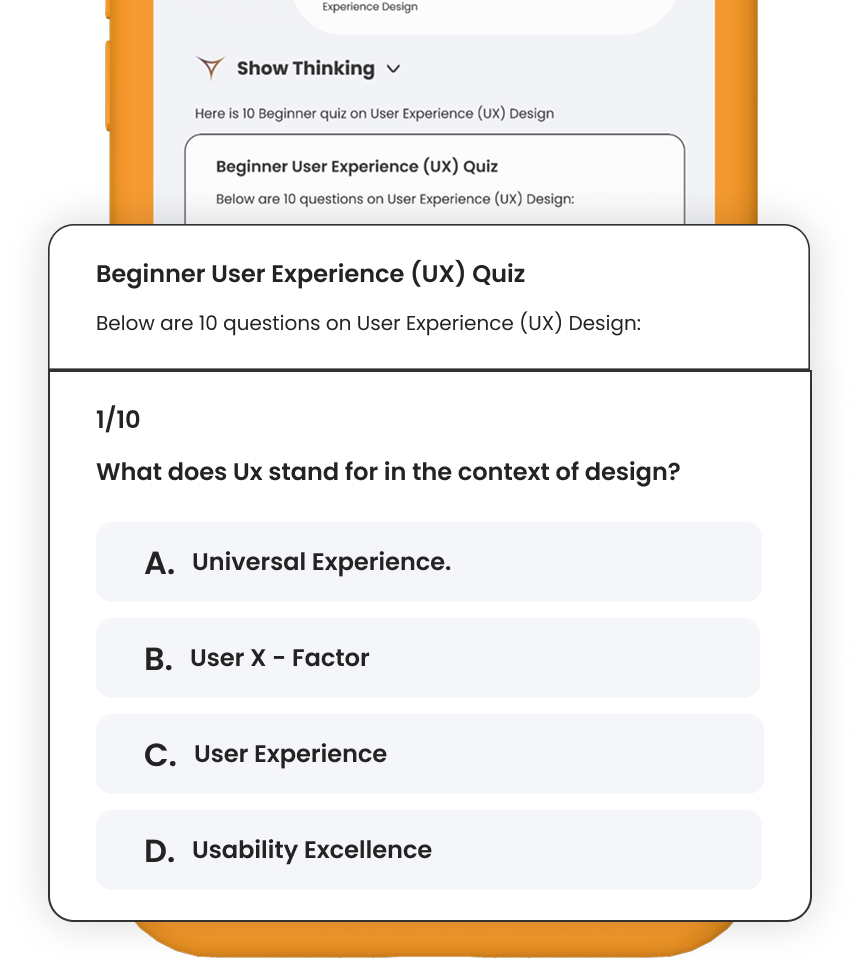 Experience Design
Show Thinking
Here is 10 Beginner quiz on User Experience (UX) Design
Beginner User Experience (UX) Quiz
Below are 10 questions on User Experience (UX) Design:
Beginner User Experience (UX) Quiz
Below are 10 questions on User Experience (UX) Design:
1/10
What does Ux stand for in the context of design?
A. Universal Experience.
B. User X - Factor
C. User Experience
D. Usability Excellence